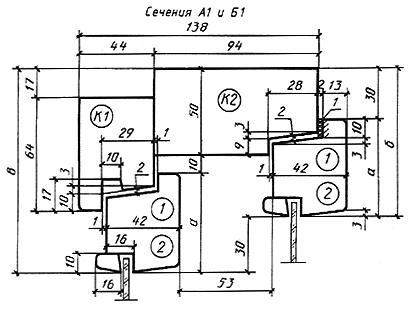 Сечения А1 и Б1
138
44 94
17 28 2 13
К1 К2 2 1 30
50 3 10
29 1 9 3
64 10 1 б
10 2 1 2 а
3 10 1
17 10 3 1 3
в 1 42 а 42
2
16 30
10
16 53